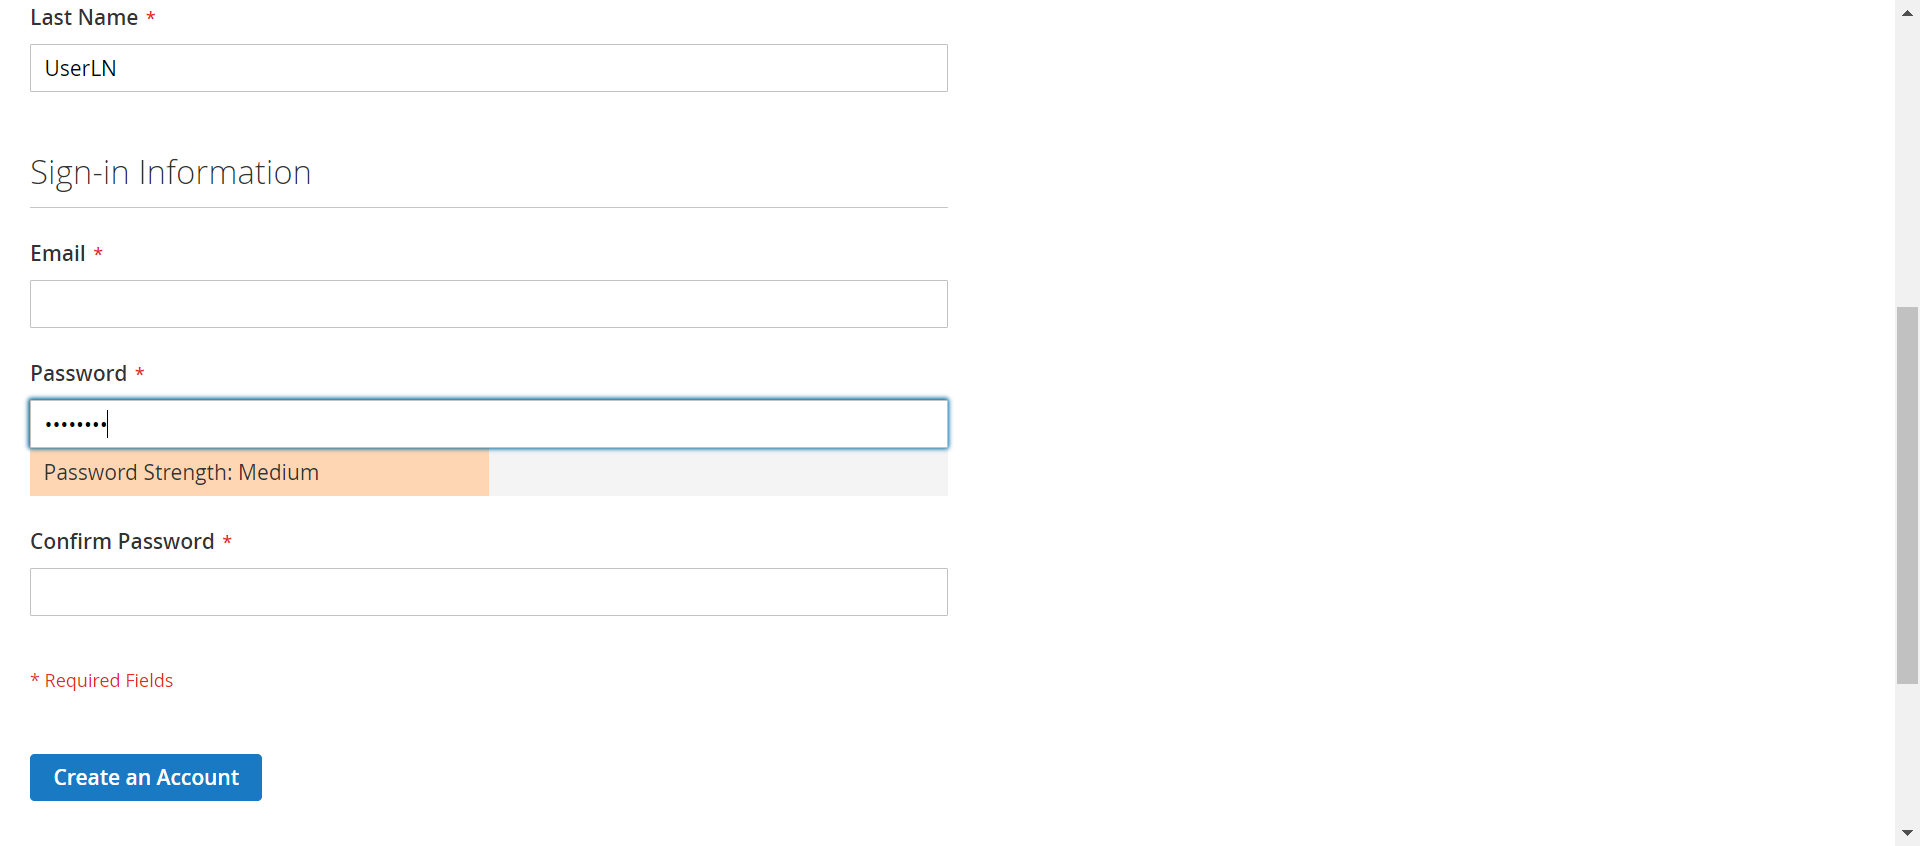 Last Name *
UserLN
Sign-in Information
Email *
Password *
••••••••
Password Strength: Medium
Confirm Password *
* Required Fields
Create an Account